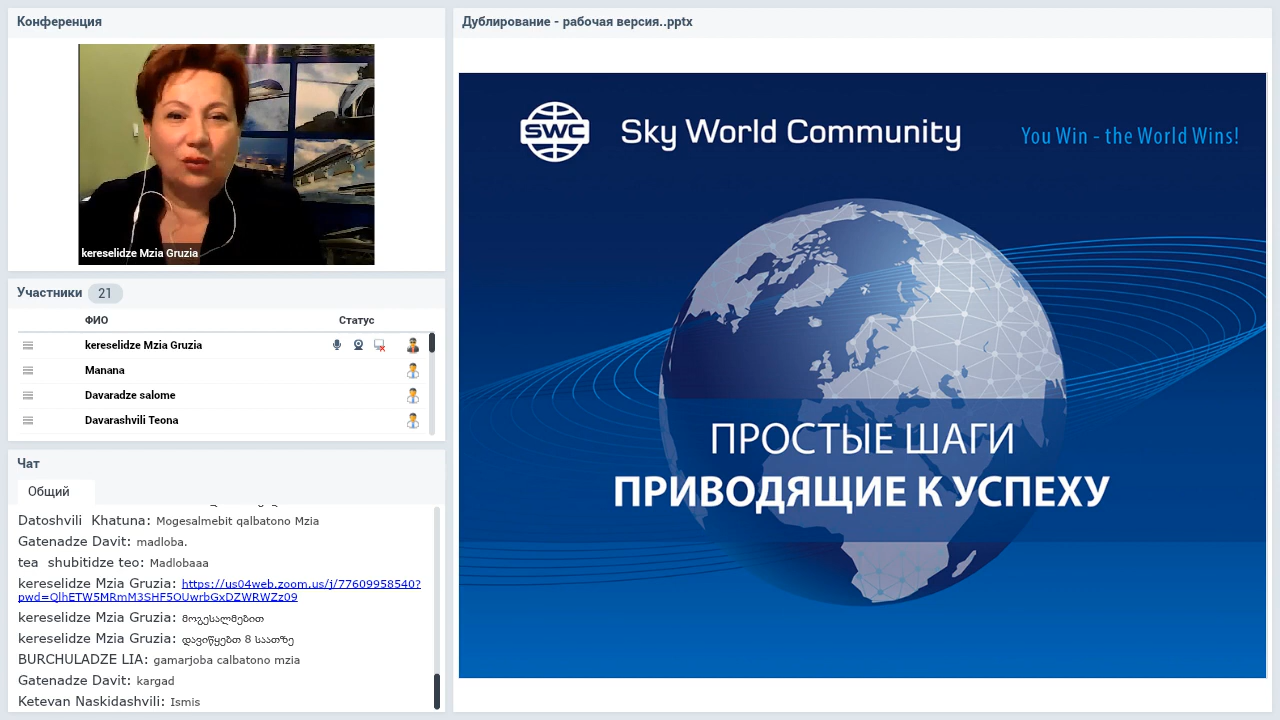 Конференция
kereselidze Mzia Gruzia
Участники 21
ФИО Статус
kereselidze Mzia Gruzia
Manana
Davaradze salome
Davarashvili Teona
Чат
Общий
Datoshvili Khatuna: Mogesalmebit qalbatono Mzia
Gatenadze Davit: madloba.
tea shubitidze teo: Madlobaaa
kereselidze Mzia Gruzia: https://us04web.zoom.us/j/77609958540?
pwd=QlhETW5MRmM3SHF5OUwrbGxDZWRWZz09
kereselidze Mzia Gruzia: მოგესალმებით
kereselidze Mzia Gruzia: დავიწყებთ 8 საათზე
BURCHULADZE LIA: gamarjoba calbatono mzia
Gatenadze Davit: kargad
Ketevan Naskidashvili: Ismis
Дублирование - рабочая версия..pptx
SWC Sky World Community
You Win - the World Wins!
ПРОСТЫЕ ШАГИ
ПРИВОДЯЩИЕ К УСПЕХУ